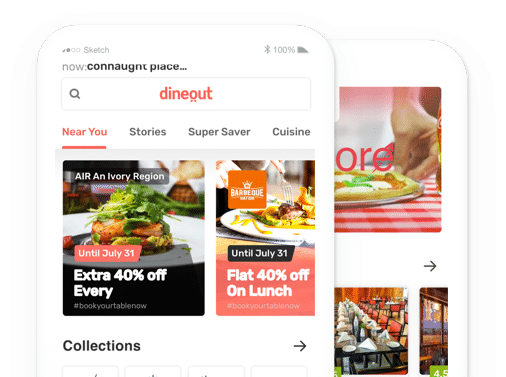 Sketch 100%
now: connaught place...
dineout
Near You Stories Super Saver Cuisine
AIR An Ivory Region
BARBEQUE
NATION
Until July 31
Extra 40% off
Every
#bookyourtablenow
Until July 31
Flat 40% off
On Lunch
#bookyourtablenow
Collections
ore
4.5